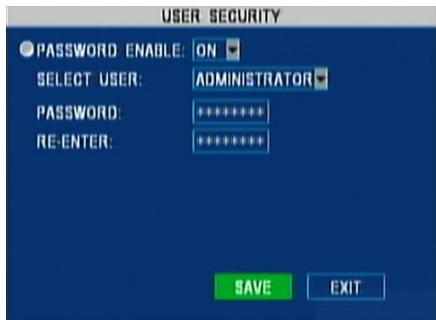 USER SECURITY
PASSWORD ENABLE: ON
SELECT USER: ADMINISTRATOR
PASSWORD: ********
RE-ENTER: ********
SAVE EXIT